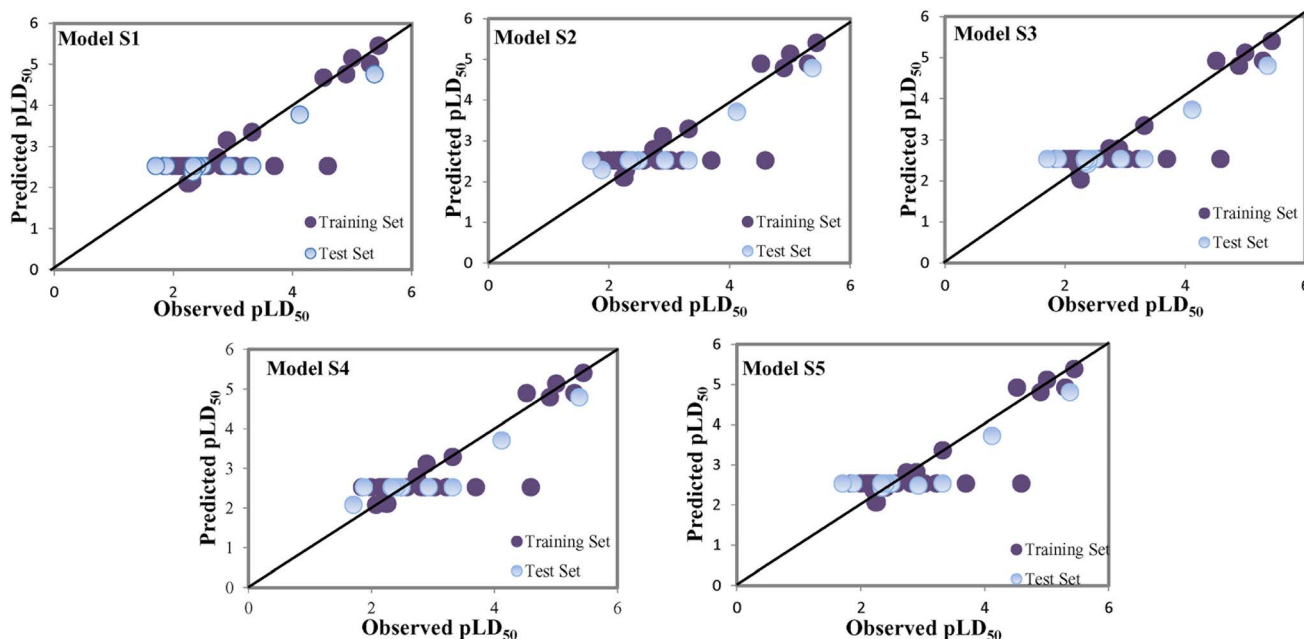 Model S1
Predicted pLD50
6
5
4
3
2
1
0
Training Set
Test Set
0 2 4 6
Observed pLD50
Model S2
Predicted pLD50
6
5
4
3
2
1
0
Training Set
Test Set
0 2 4 6
Observed pLD50
Model S3
Predicted pLD50
6
5
4
3
2
1
0
Training Set
Test Set
0 2 4 6
Observed pLD50
Model S4
Predicted pLD50
6
5
4
3
2
1
0
Training Set
Test Set
0 2 4 6
Observed pLD50
Model S5
Predicted pLD50
6
5
4
3
2
1
0
Training Set
Test Set
0 2 4 6
Observed pLD50